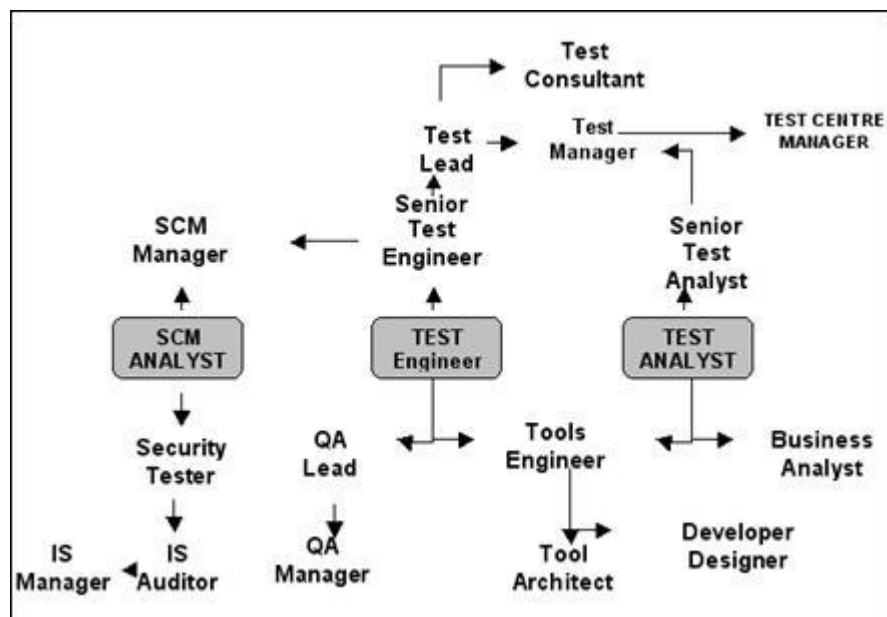 Test
Consultant
Test
Lead
Test
Manager
TEST CENTRE
MANAGER
SCM
Manager
Senior
Test
Engineer
Senior
Test
Analyst
SCM
ANALYST
TEST
Engineer
TEST
ANALYST
Security
Tester
QA
Lead
Tools
Engineer
Business
Analyst
IS
Manager
IS
Auditor
QA
Manager
Tool
Architect
Developer
Designer